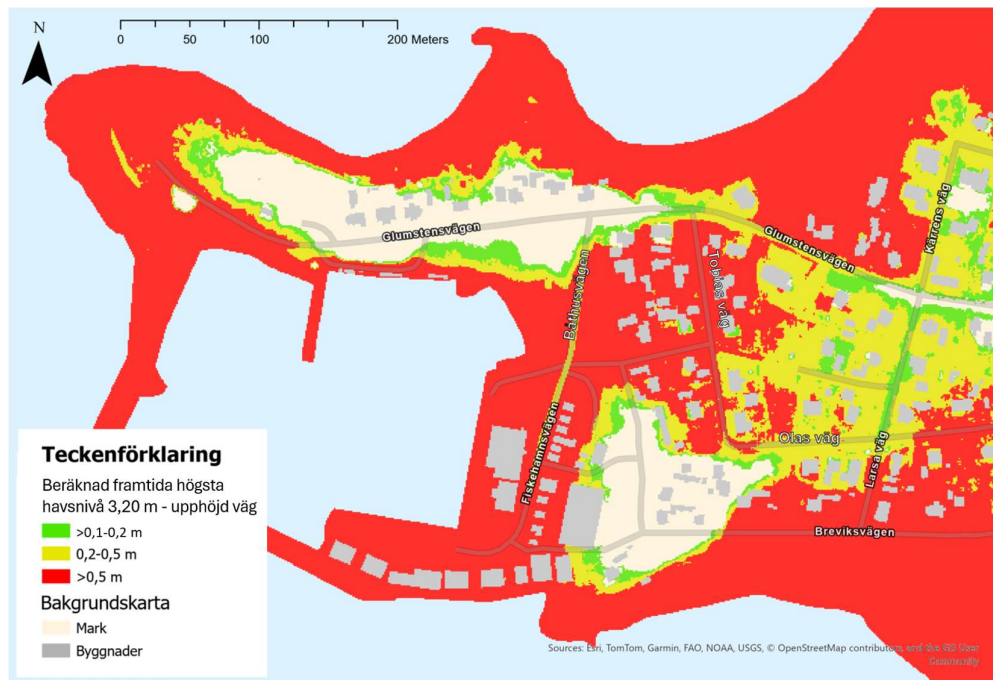 N
0 50 100 200 Meters
Glumstensvägen
Båthusvägen
Tobias väg
Glumstensvägen
Kärrens väg
Fiskehamnsvägen
Olas väg
Larsa väg
Breviksvägen
Teckenförklaring
Beräknad framtida högsta
havsnivå 3,20 m - upphöjd väg
>0,1-0,2 m
0,2-0,5 m
>0,5 m
Bakgrundskarta
Mark
Byggnader
Sources: Esri, TomTom, Garmin, FAO, NOAA, USGS, © OpenStreetMap contributors, and the GIS User
Community